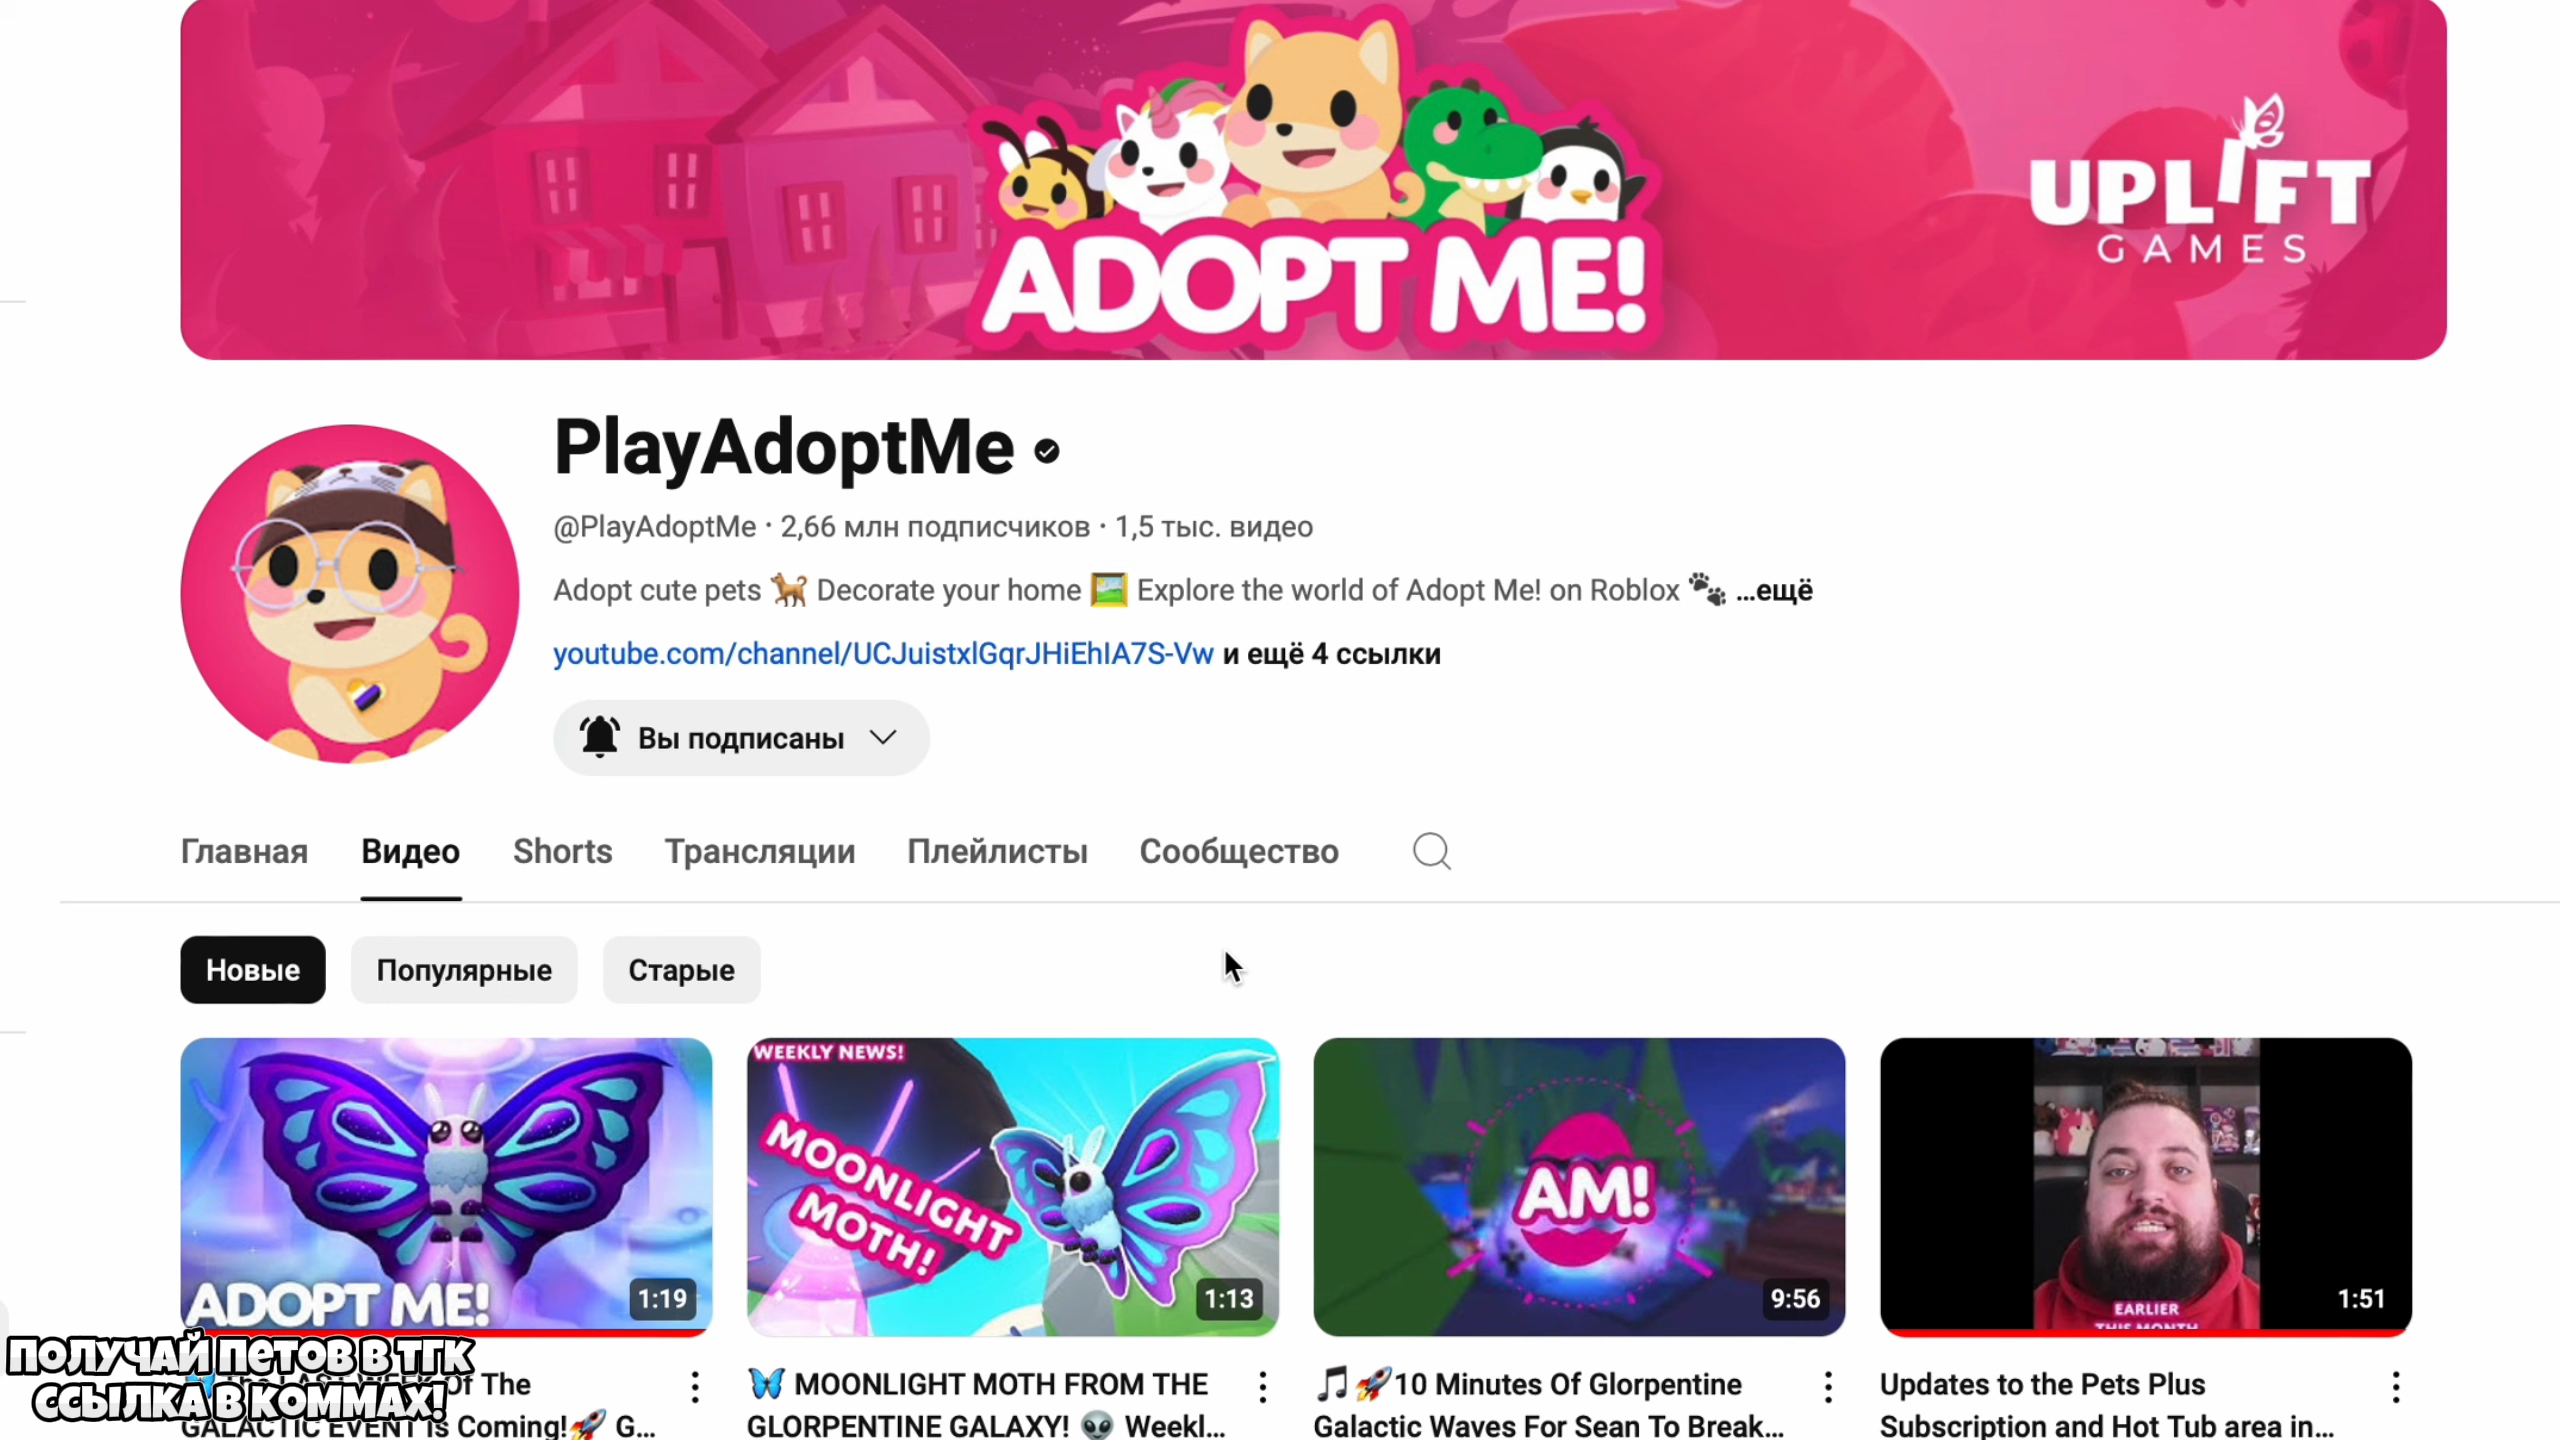 ADOPT ME!
UPLIFT
GAMES
PlayAdoptMe
@PlayAdoptMe · 2,66 млн подписчиков · 1,5 тыс. видео
Adopt cute pets 🐕 Decorate your home 🖼️ Explore the world of Adopt Me! on Roblox 🐾 ...ещё
youtube.com/channel/UCJuistxlGqrJHiEhIA7S-Vw и ещё 4 ссылки
Вы подписаны
Главная Видео Shorts Трансляции Плейлисты Сообщество
Новые Популярные Старые
ADOPT ME!
1:19
WEEKLY NEWS!
MOONLIGHT
MOTH!
1:13
AM!
9:56
EARLIER
THIS MONTH
1:51
ПОЛУЧАЙ ПЕТОВ В ТГК
ССЫЛКА В КОММАХ!
Of The
GALACTIC EVENT Is Coming!🚀 G...
🦋 MOONLIGHT MOTH FROM THE
GLORPENTINE GALAXY! 👽 Weekl...
🎵🚀10 Minutes Of Glorpentine
Galactic Waves For Sean To Break...
Updates to the Pets Plus
Subscription and Hot Tub area in...